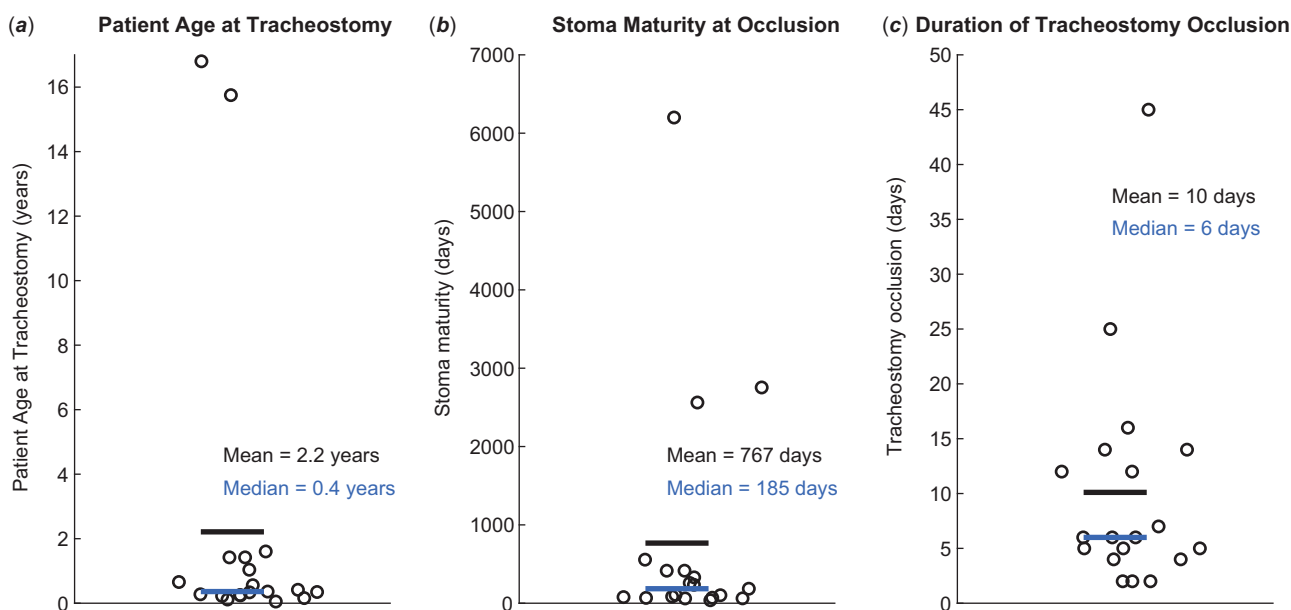 (a) Patient Age at Tracheostomy
16
14
12
10
8
6
4
2
0
Patient Age at Tracheostomy (years)
Mean = 2.2 years
Median = 0.4 years
(b) Stoma Maturity at Occlusion
7000
6000
5000
4000
3000
2000
1000
0
Stoma maturity (days)
Mean = 767 days
Median = 185 days
(c) Duration of Tracheostomy Occlusion
50
45
40
35
30
25
20
15
10
5
0
Tracheostomy occlusion (days)
Mean = 10 days
Median = 6 days